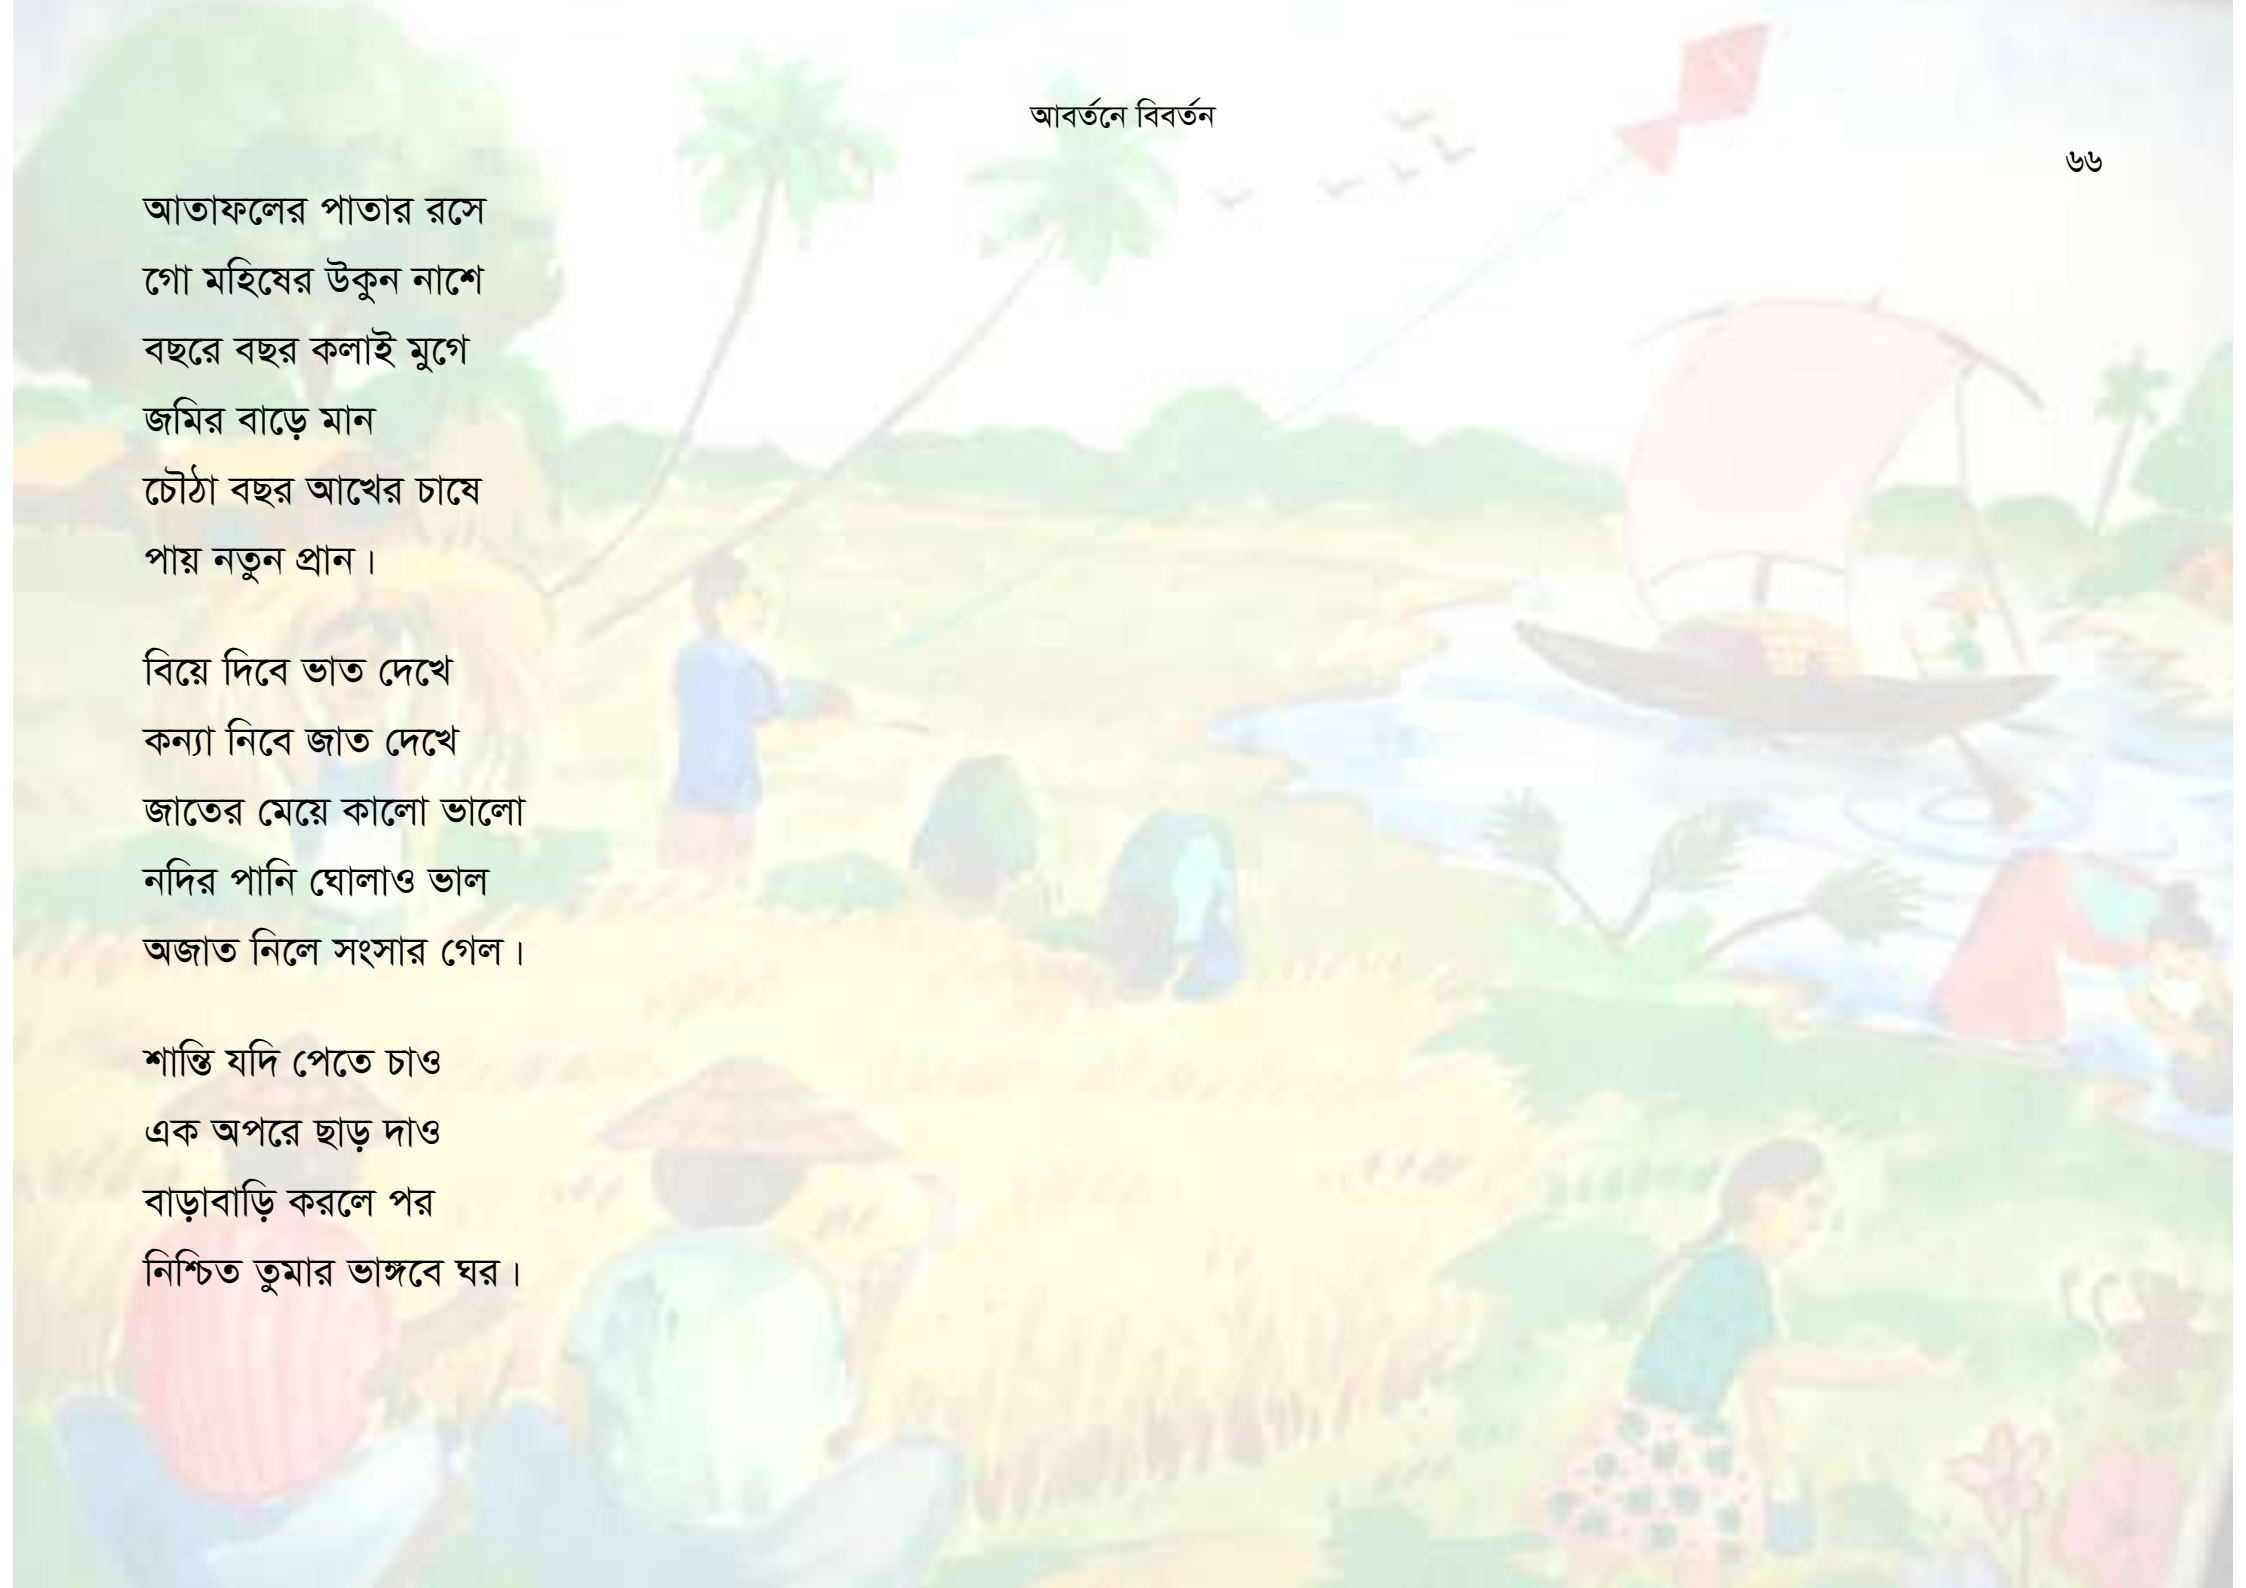 আবর্তনে বিবর্তন
৬৬
আতাফলের পাতার রসে
গো মহিষের উকুন নাশে
বছরে বছর কলাই মুগে
জমির বাড়ে মান
চৌঠা বছর আখের চাষে
পায় নতুন প্রান।
বিয়ে দিবে ভাত দেখে
কন্যা নিবে জাত দেখে
জাতের মেয়ে কালো ভালো
নদির পানি ঘোলাও ভাল
অজাত নিলে সংসার গেল।
শান্তি যদি পেতে চাও
এক অপরে ছাড় দাও
বাড়াবাড়ি করলে পর
নিশ্চিত তুমার ভাঙ্গবে ঘর।